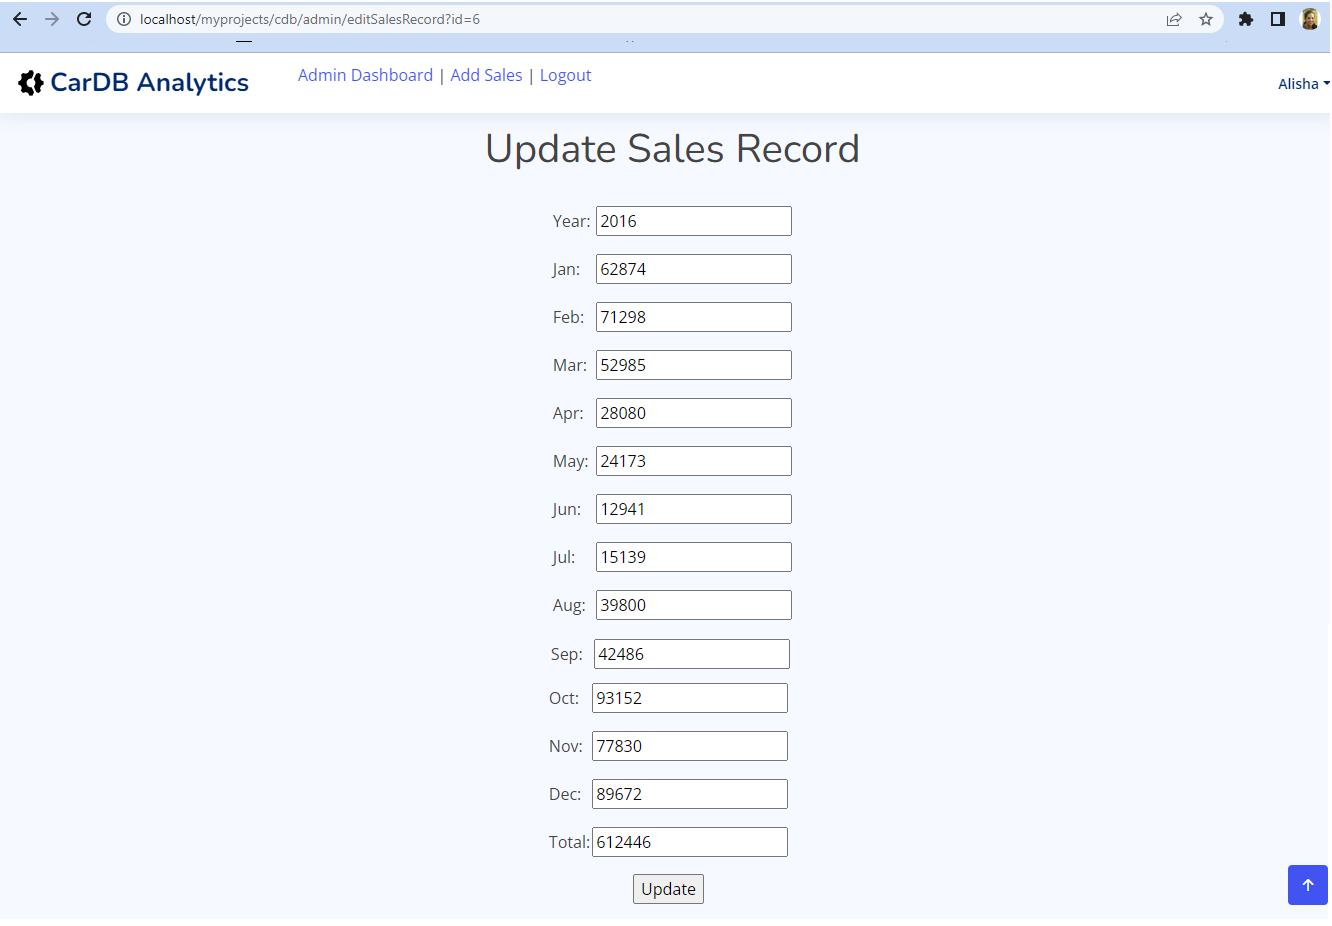 localhost/myprojects/cdb/admin/editSalesRecord?id=6
CarDB Analytics
Admin Dashboard | Add Sales | Logout
Alisha
Update Sales Record
Year: 2016
Jan: 62874
Feb: 71298
Mar: 52985
Apr: 28080
May: 24173
Jun: 12941
Jul: 15139
Aug: 39800
Sep: 42486
Oct: 93152
Nov: 77830
Dec: 89672
Total: 612446
Update